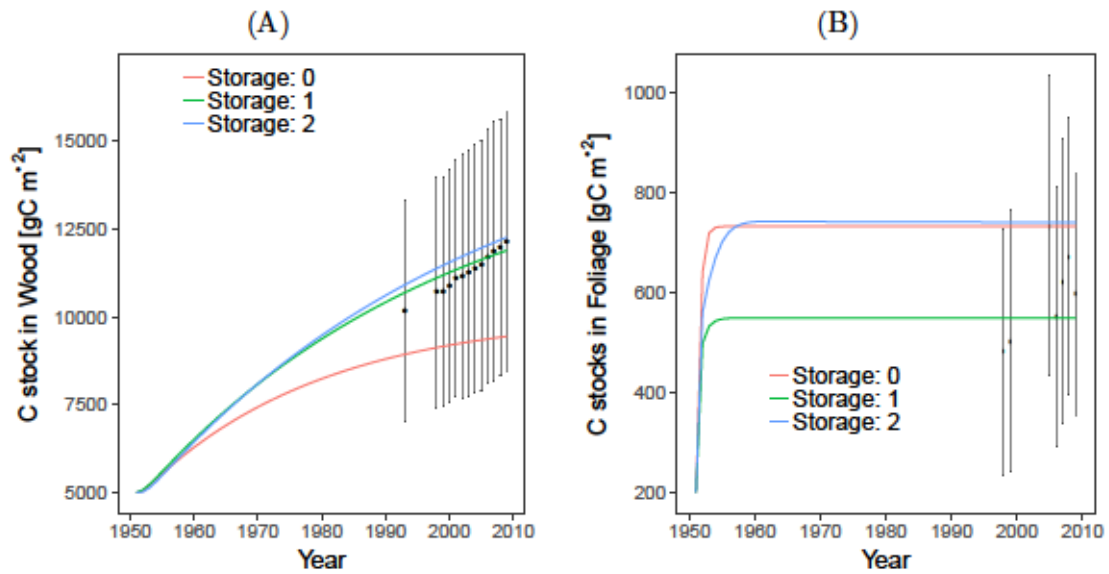 (A)
C stock in Wood [gC m^-2]
15000
12500
10000
7500
5000
Storage: 0
Storage: 1
Storage: 2
1950 1960 1970 1980 1990 2000 2010
Year
(B)
C stocks in Foliage [gC m^-2]
1000
800
600
400
200
Storage: 0
Storage: 1
Storage: 2
1950 1960 1970 1980 1990 2000 2010
Year